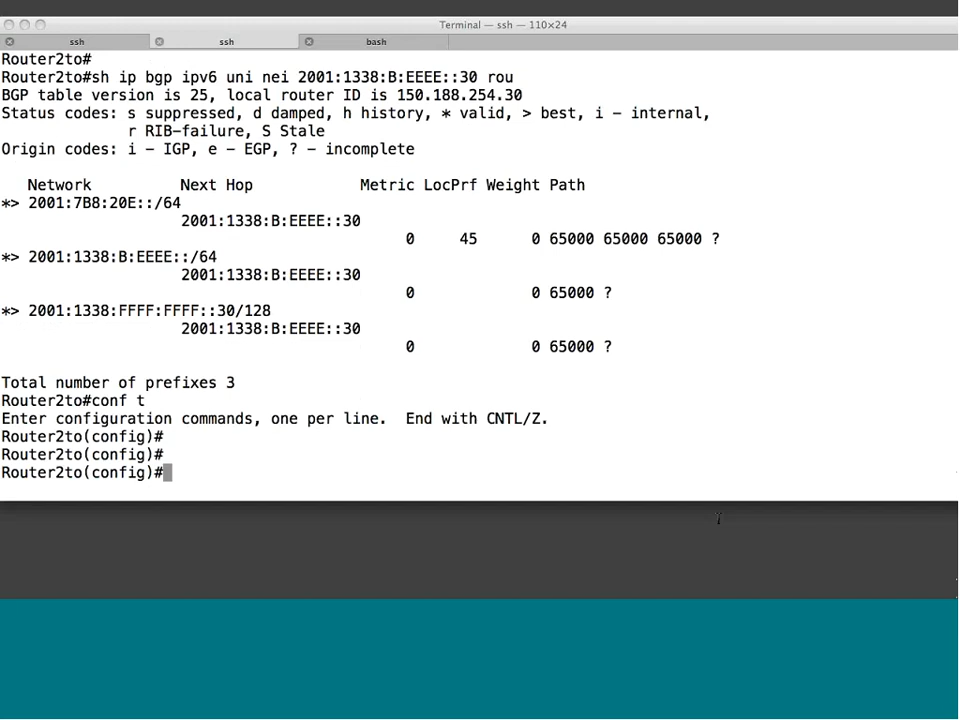 Terminal — ssh — 110×24
ssh ssh bash
Router2to#
Router2to#sh ip bgp ipv6 uni nei 2001:1338:B:EEEE::30 rou
BGP table version is 25, local router ID is 150.188.254.30
Status codes: s suppressed, d damped, h history, * valid, > best, i - internal,
r RIB-failure, S Stale
Origin codes: i - IGP, e - EGP, ? - incomplete
Network Next Hop Metric LocPrf Weight Path
*> 2001:7B8:20E::/64
2001:1338:B:EEEE::30
0 45 0 65000 65000 65000 ?
*> 2001:1338:B:EEEE::/64
2001:1338:B:EEEE::30
0 0 65000 ?
*> 2001:1338:FFFF:FFFF::30/128
2001:1338:B:EEEE::30
0 0 65000 ?
Total number of prefixes 3
Router2to#conf t
Enter configuration commands, one per line. End with CNTL/Z.
Router2to(config)#
Router2to(config)#
Router2to(config)#